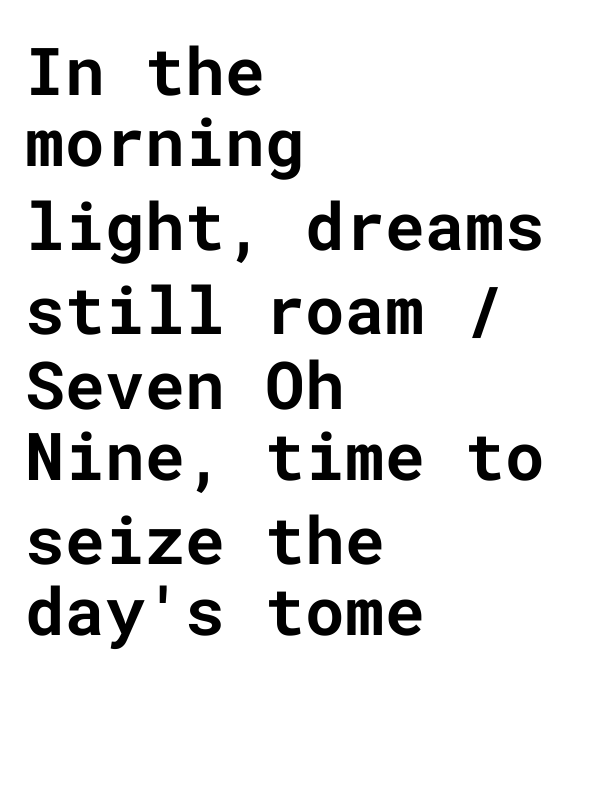 In the
morning
light, dreams
still roam /
Seven Oh
Nine, time to
seize the
day's tome